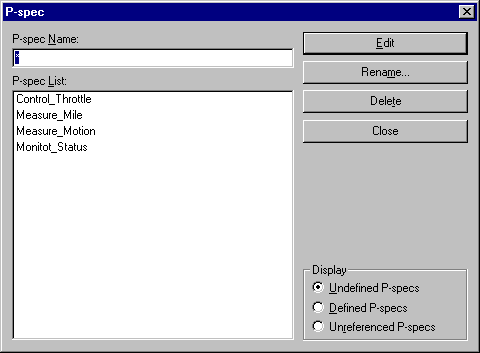 P-spec
P-spec Name:
*
P-spec List:
Control_Throttle
Measure_Mile
Measure_Motion
Monitot_Status
Edit
Rename...
Delete
Close
Display
Undefined P-specs
Defined P-specs
Unreferenced P-specs